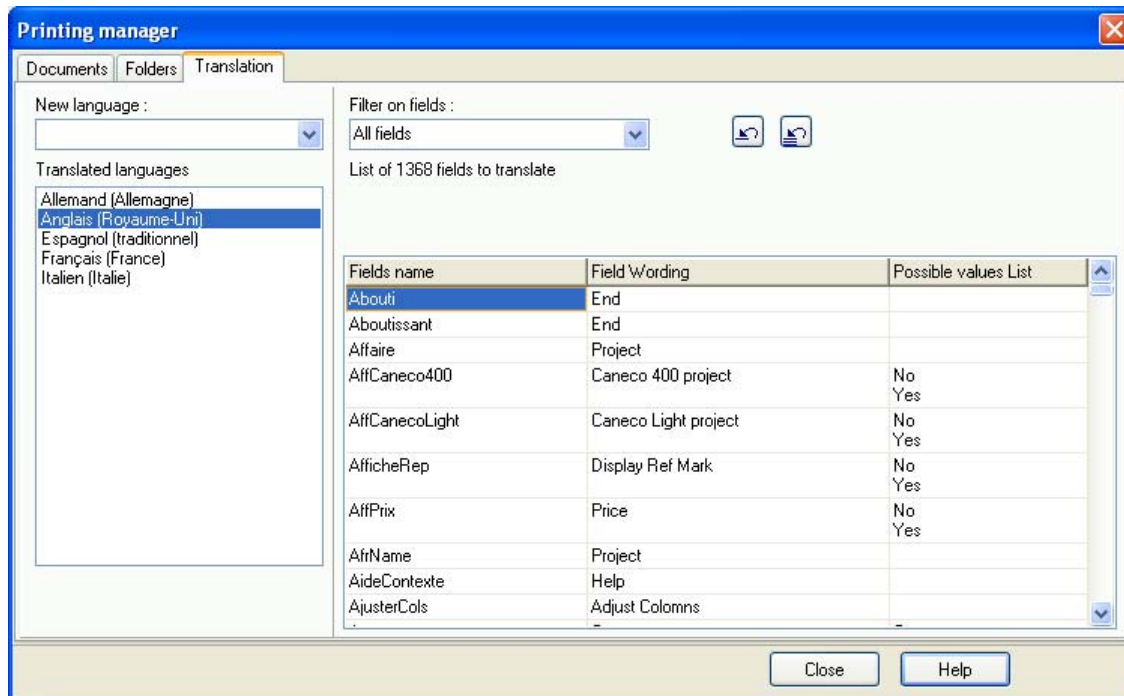 Printing manager
Documents Folders Translation
New language :
Translated languages
Allemand (Allemagne)
Anglais (Royaume-Uni)
Espagnol (traditionnel)
Français (France)
Italien (Italie)
Filter on fields :
All fields
List of 1368 fields to translate
Fields name Field Wording Possible values List
Abouti End
Aboutissant End
Affaire Project
AffCaneco400 Caneco 400 project No
Yes
AffCanecoLight Caneco Light project No
Yes
AfficheRep Display Ref Mark No
Yes
AffPrix Price No
Yes
AfrName Project
AideContexte Help
AjusterCols Adjust Colomns
Close Help